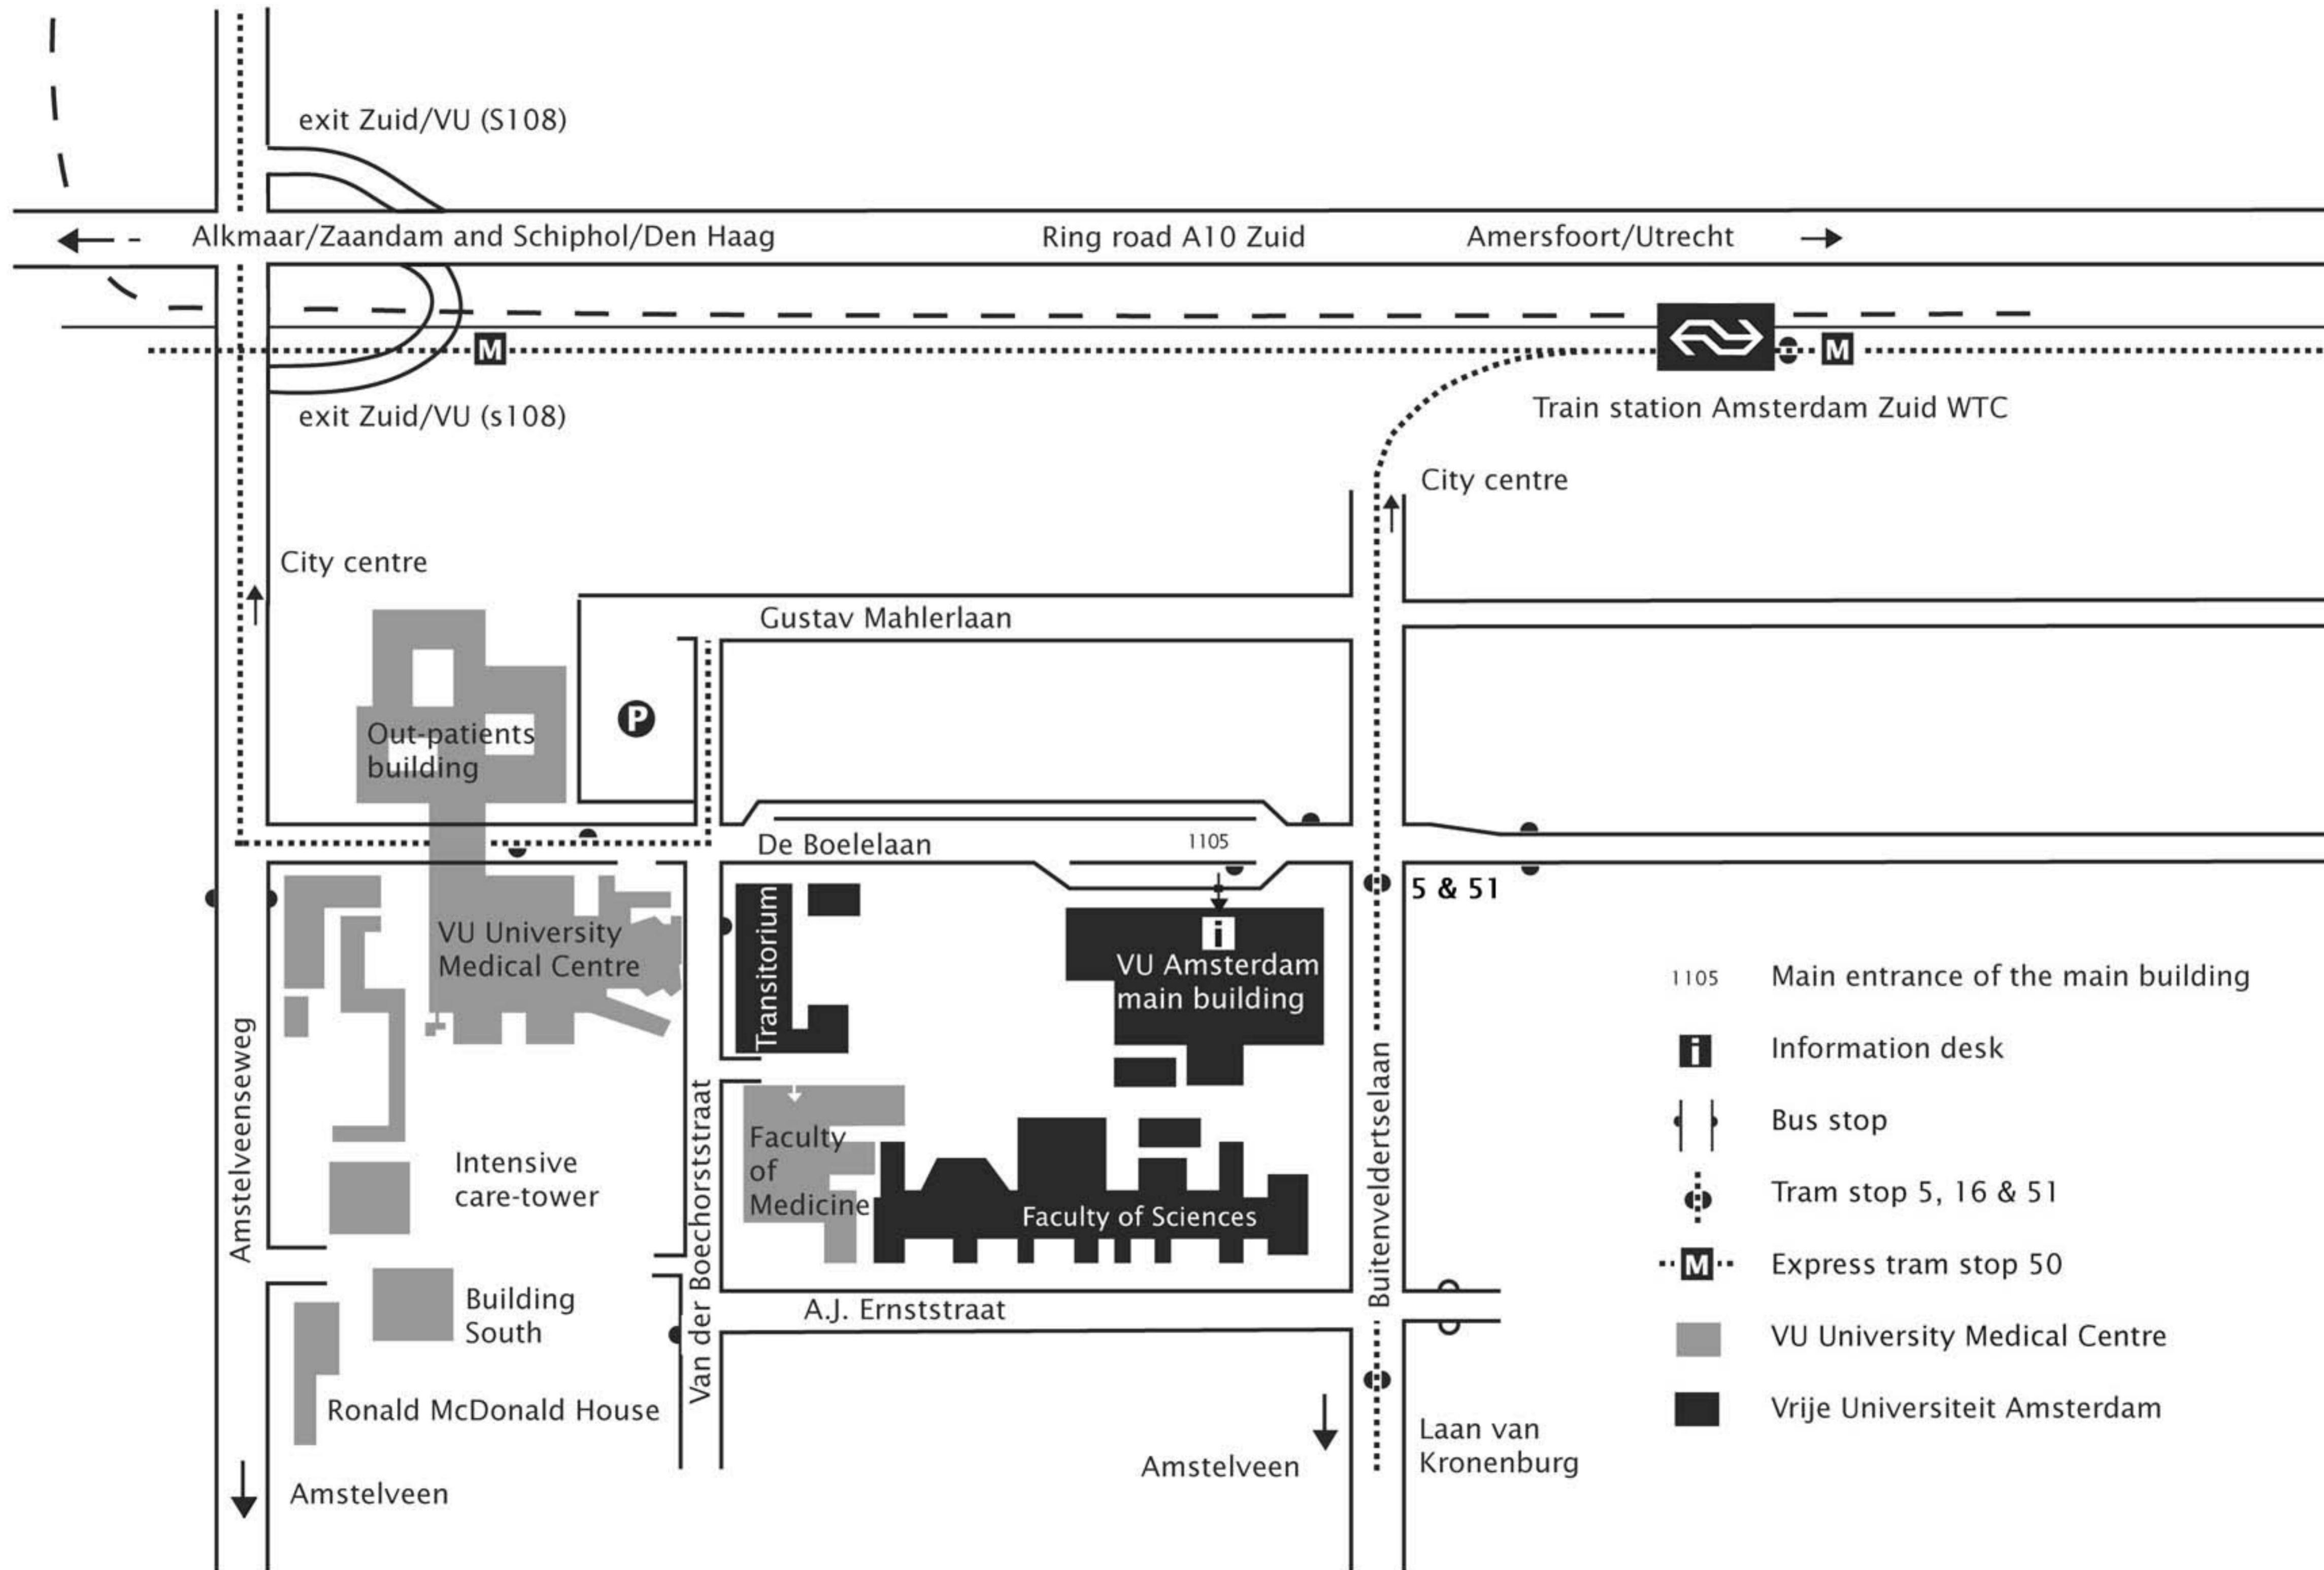 exit Zuid/VU (S108)
Alkmaar/Zaandam and Schiphol/Den Haag
Ring road A10 Zuid
Amersfoort/Utrecht
M
M
exit Zuid/VU (s108)
Train station Amsterdam Zuid WTC
City centre
City centre
Gustav Mahlerlaan
P
Out-patients
building
De Boelelaan
1105
5 & 51
VU University
Medical Centre
Transitorium
i
VU Amsterdam
main building
Amstelveenseweg
Van der Boechorststraat
Buitenveldertselaan
Intensive
care-tower
Faculty
of
Medicine
Faculty of Sciences
Building
South
A.J. Ernststraat
Ronald McDonald House
Amstelveen
Amstelveen
Laan van
Kronenburg
1105 Main entrance of the main building
i Information desk
Bus stop
Tram stop 5, 16 & 51
M Express tram stop 50
VU University Medical Centre
Vrije Universiteit Amsterdam